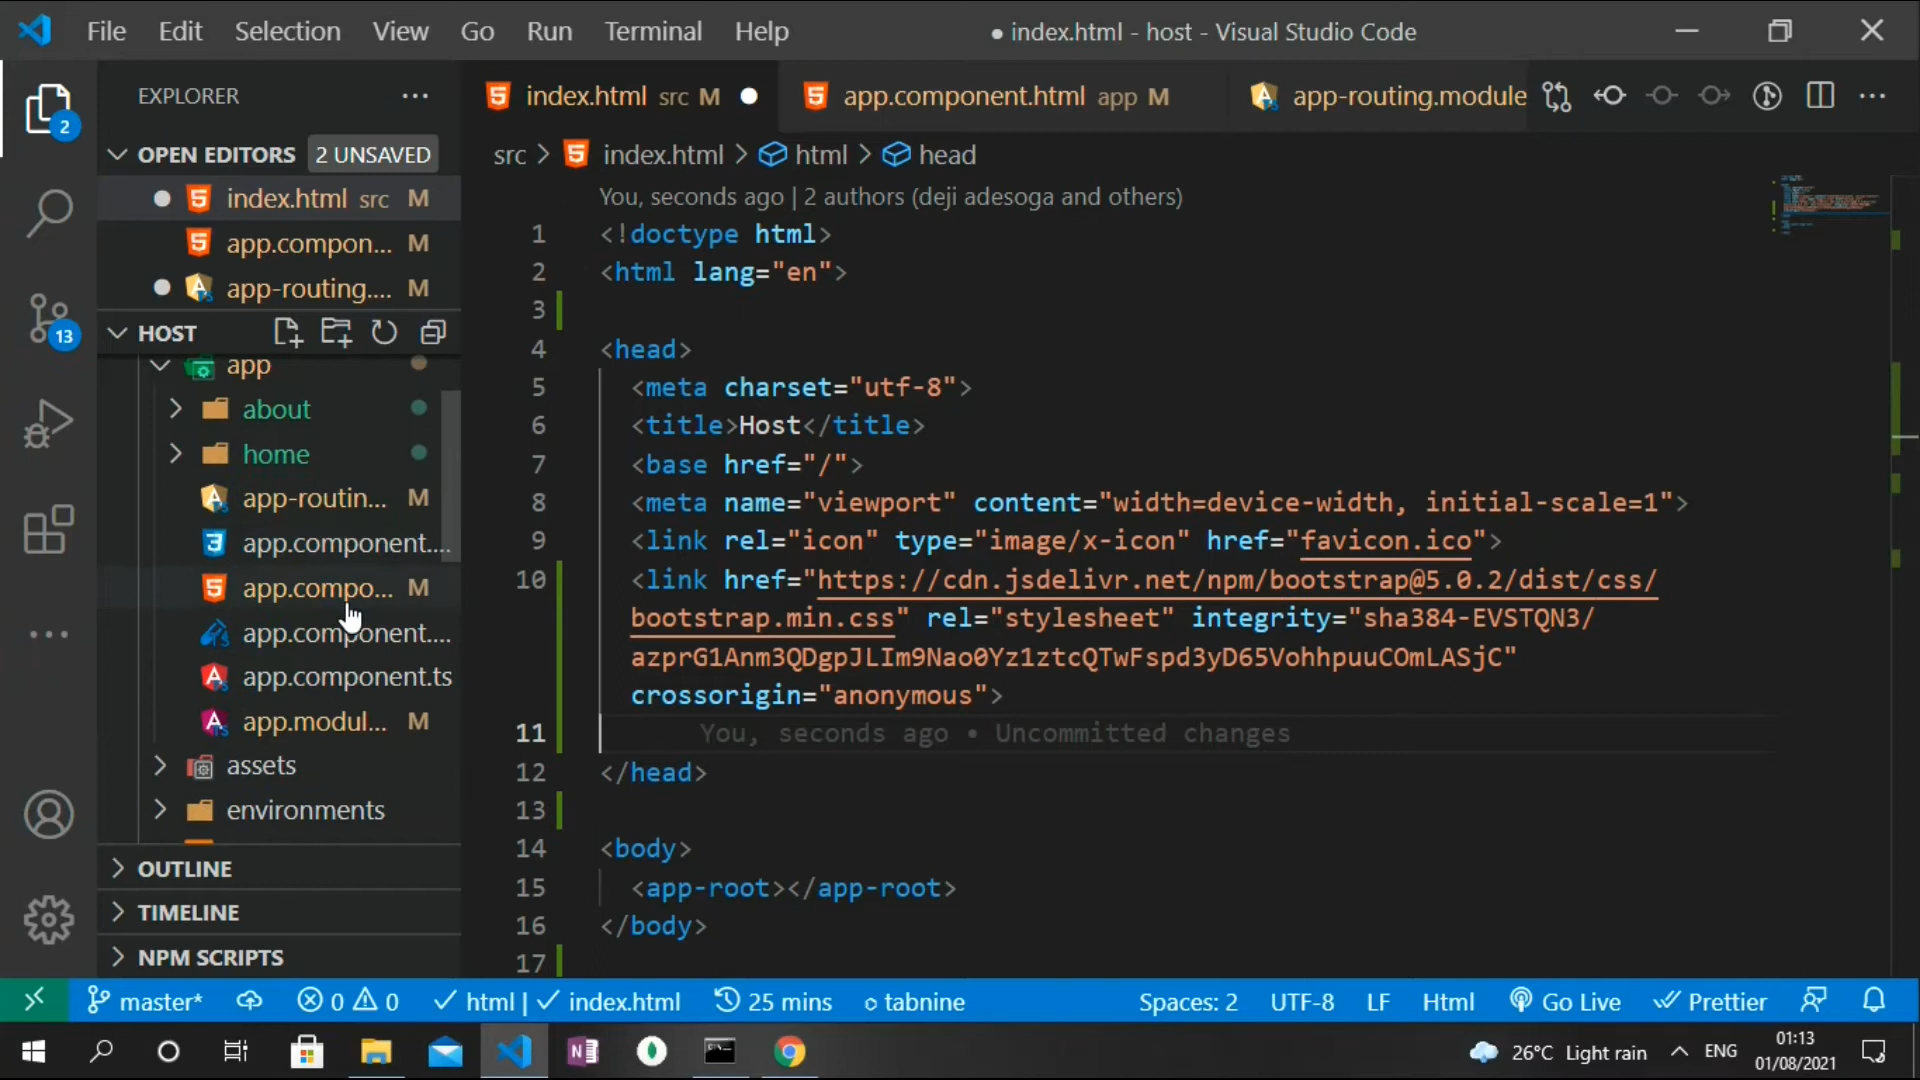 File Edit Selection View Go Run Terminal Help
● index.html - host - Visual Studio Code
EXPLORER
2
OPEN EDITORS 2 UNSAVED
index.html src M
app.compon... M
app-routing.... M
13
HOST
app
about
home
app-routin... M
app.component....
app.compo... M
app.component....
app.component.ts
app.modul... M
assets
environments
OUTLINE
TIMELINE
NPM SCRIPTS
index.html src M
app.component.html app M
app-routing.module
src > index.html > html > head
You, seconds ago | 2 authors (deji adesoga and others)
1 <!doctype html>
2 <html lang="en">
3
4 <head>
5 <meta charset="utf-8">
6 <title>Host</title>
7 <base href="/">
8 <meta name="viewport" content="width=device-width, initial-scale=1">
9 <link rel="icon" type="image/x-icon" href="favicon.ico">
10 <link href="https://cdn.jsdelivr.net/npm/bootstrap@5.0.2/dist/css/
bootstrap.min.css" rel="stylesheet" integrity="sha384-EVSTQN3/
azprG1Anm3QDgpJLIm9Nao0Yz1ztcQTwFspd3yD65VohhpuuCOmLASjC"
crossorigin="anonymous">
11 You, seconds ago • Uncommitted changes
12 </head>
13
14 <body>
15 <app-root></app-root>
16 </body>
17
master* 0 0 html | index.html 25 mins tabnine Spaces: 2 UTF-8 LF Html Go Live Prettier
26°C Light rain ENG
01:13
01/08/2021